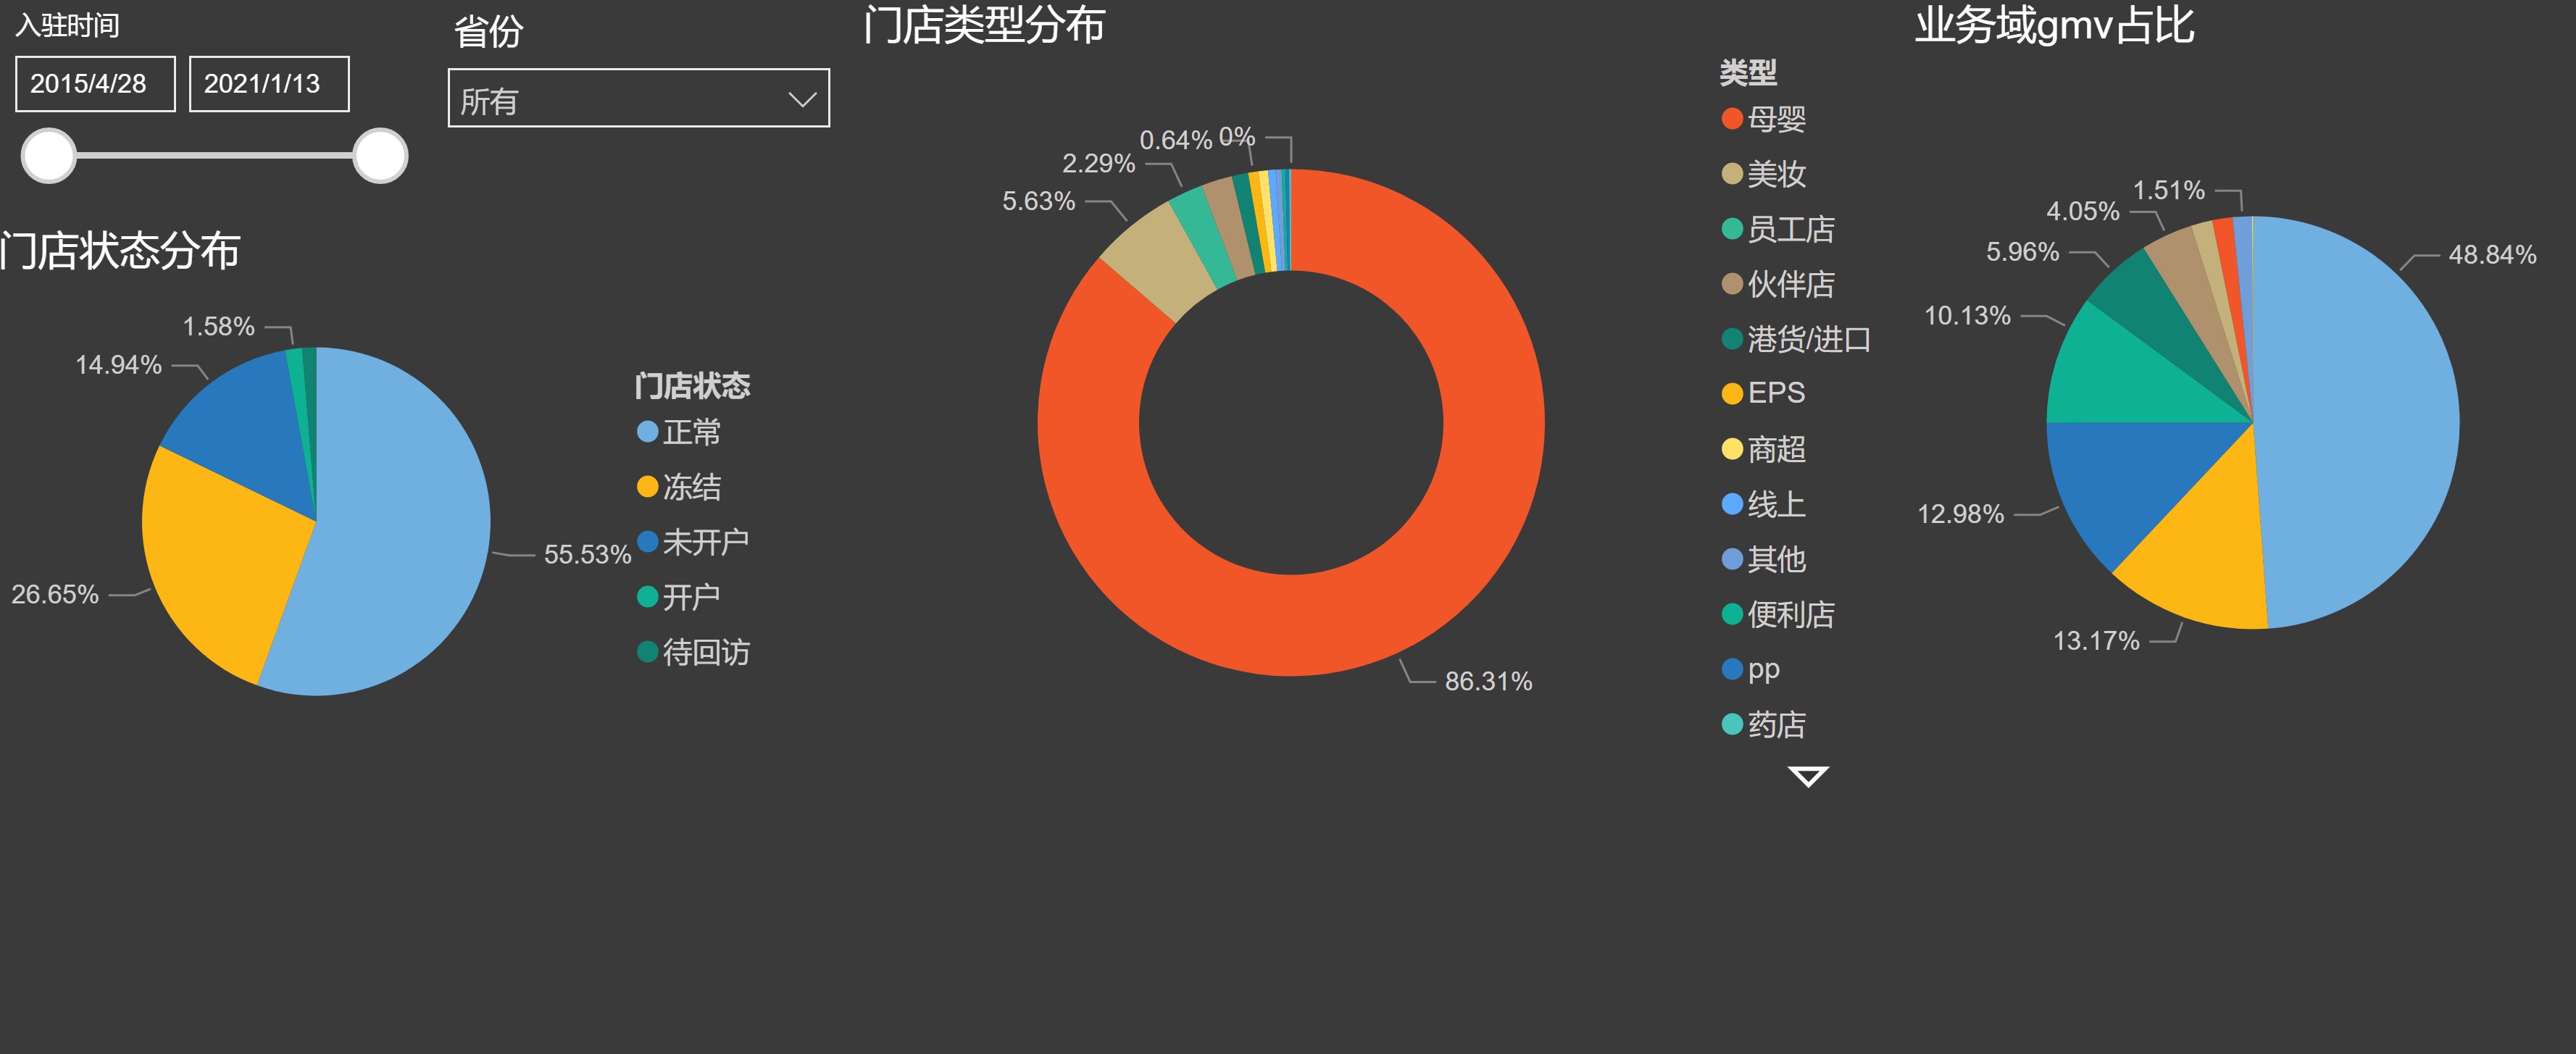 入驻时间
2015/4/28
2021/1/13
省份
所有
门店状态分布
1.58%
14.94%
26.65%
55.53%
门店状态
正常
冻结
未开户
开户
待回访
门店类型分布
0.64%
0%
2.29%
5.63%
86.31%
类型
母婴
美妆
员工店
伙伴店
港货/进口
EPS
商超
线上
其他
便利店
pp
药店
业务域gmv占比
1.51%
4.05%
5.96%
10.13%
12.98%
13.17%
48.84%